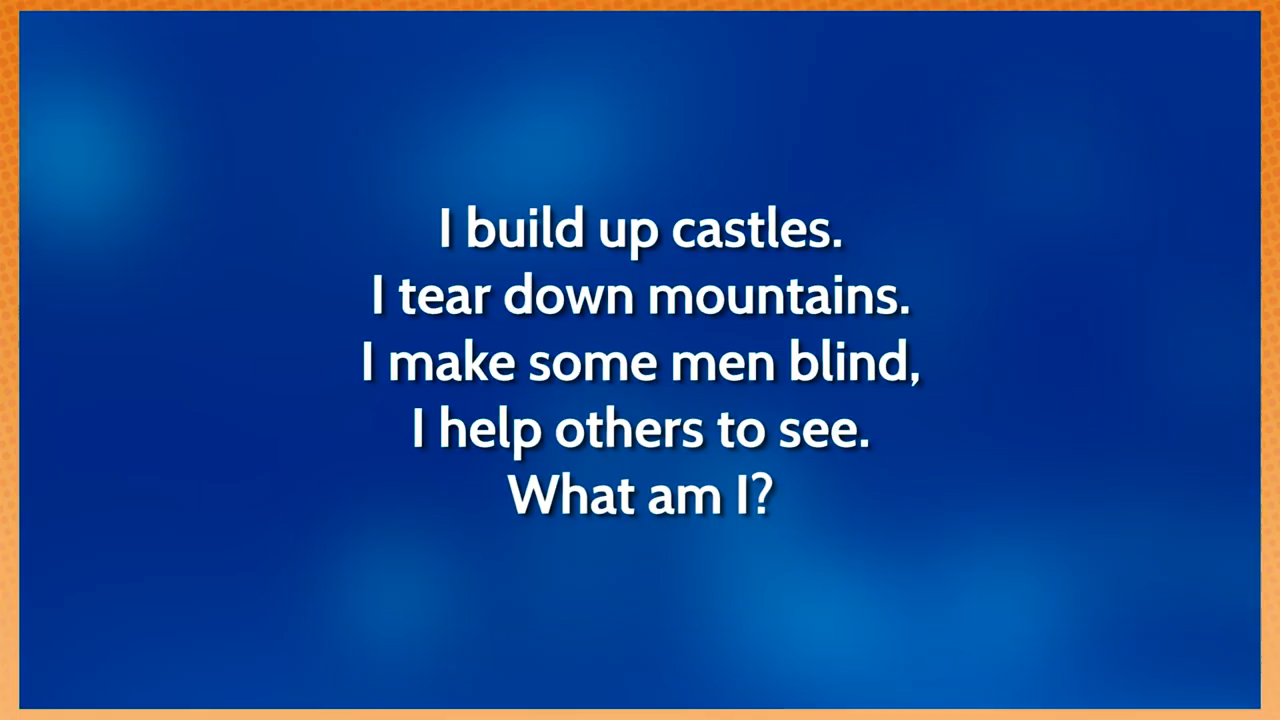 I build up castles.
I tear down mountains.
I make some men blind,
I help others to see.
What am I?